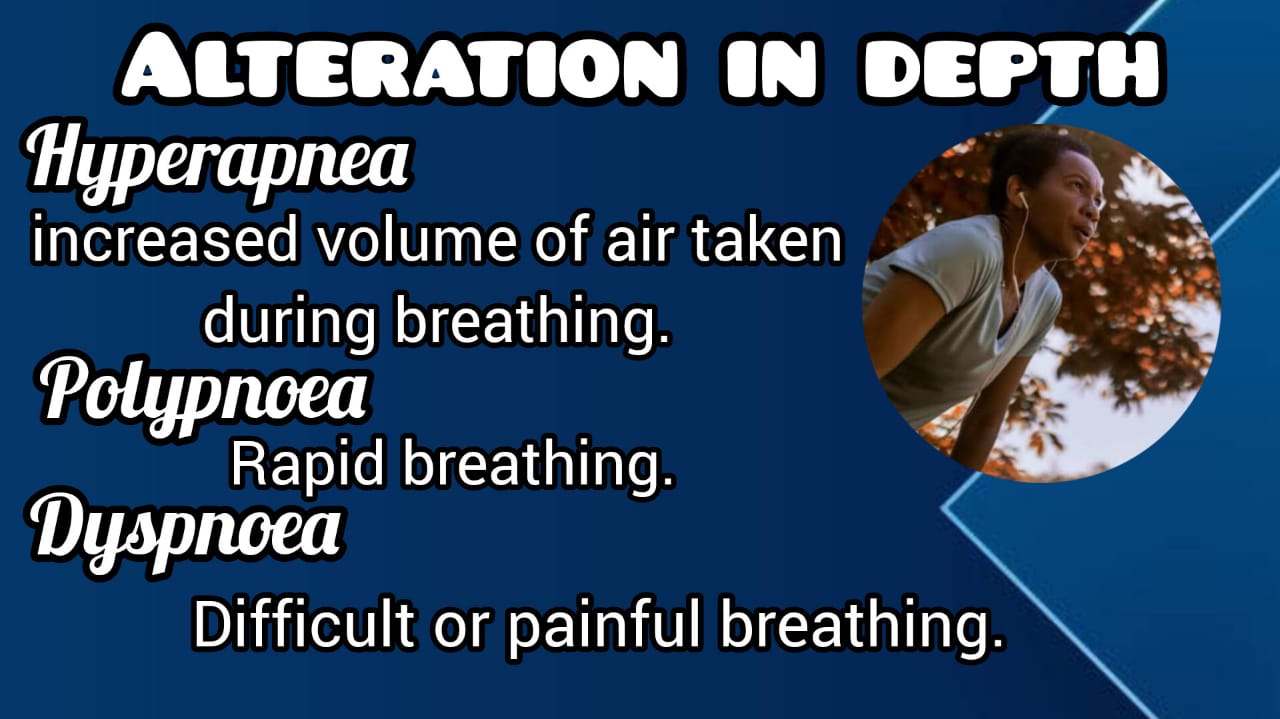 Alteration in depth
Hyperapnea
increased volume of air taken
during breathing.
Polypnoea
Rapid breathing.
Dyspnoea
Difficult or painful breathing.